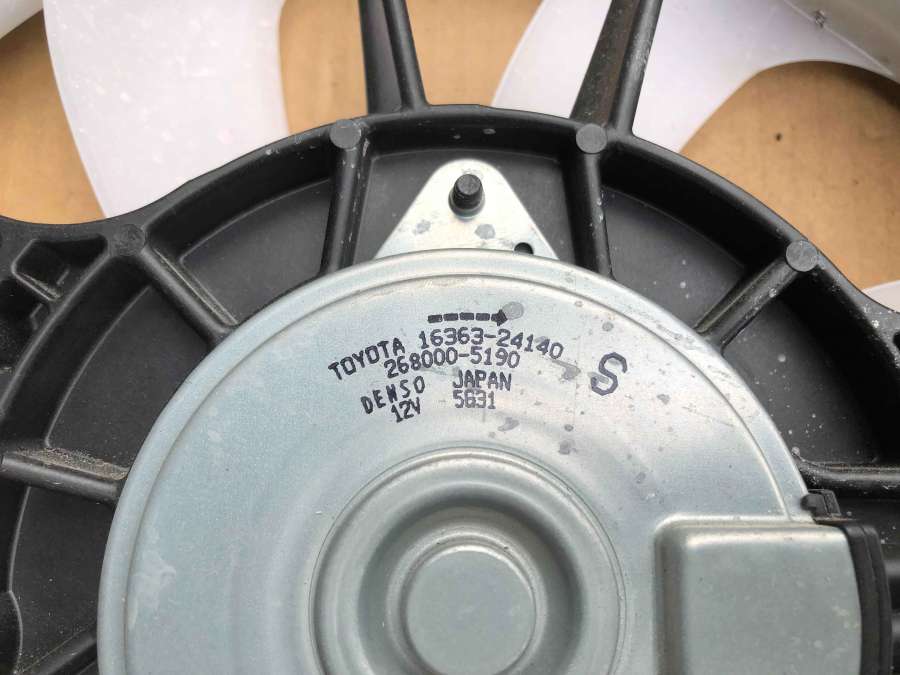 TOYOTA 16363-24140
268000-5190
DENSO JAPAN
12V 5G31
S